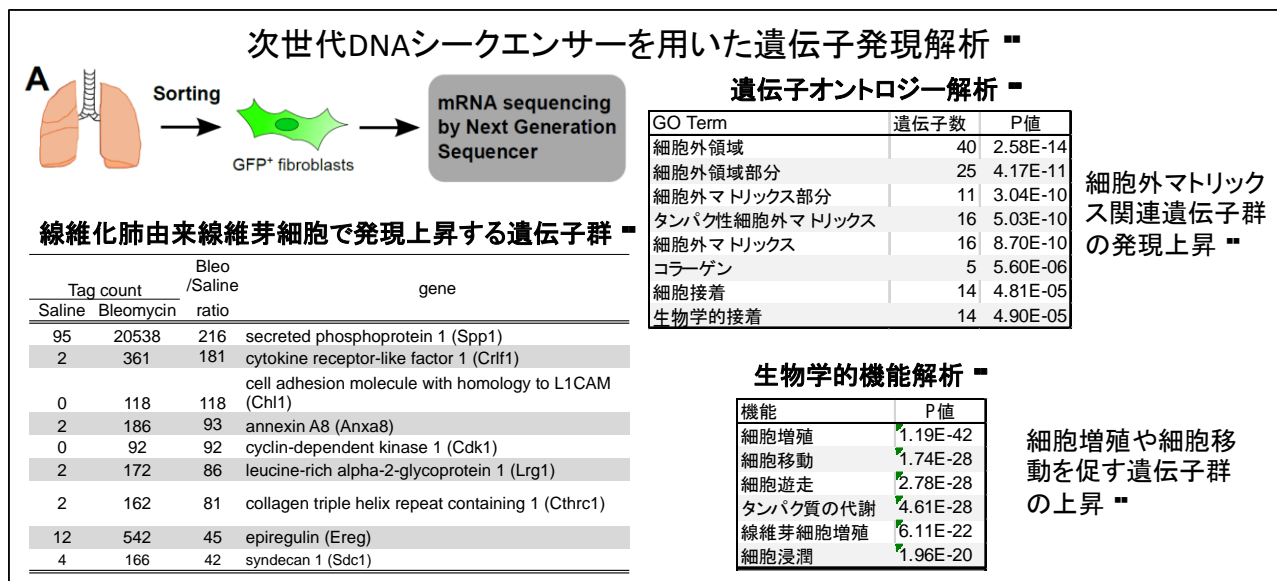 次世代DNAシークエンサーを用いた遺伝子発現解析
A
Sorting
GFP+ fibroblasts
mRNA sequencing
by Next Generation
Sequencer
線維化肺由来線維芽細胞で発現上昇する遺伝子群
Tag count Bleo /Saline ratio gene
Saline Bleomycin
95 20538 216 secreted phosphoprotein 1 (Spp1)
2 361 181 cytokine receptor-like factor 1 (Crlf1)
0 118 118 cell adhesion molecule with homology to L1CAM
(Chl1)
2 186 93 annexin A8 (Anxa8)
0 92 92 cyclin-dependent kinase 1 (Cdk1)
2 172 86 leucine-rich alpha-2-glycoprotein 1 (Lrg1)
2 162 81 collagen triple helix repeat containing 1 (Cthrc1)
12 542 45 epiregulin (Ereg)
4 166 42 syndecan 1 (Sdc1)
遺伝子オントロジー解析
GO Term 遺伝子数 P値
細胞外領域 40 2.58E-14
細胞外領域部分 25 4.17E-11
細胞外マトリックス部分 11 3.04E-10
タンパク性細胞外マトリックス 16 5.03E-10
細胞外マトリックス 16 8.70E-10
コラーゲン 5 5.60E-06
細胞接着 14 4.81E-05
生物学的接着 14 4.90E-05
細胞外マトリック
ス関連遺伝子群
の発現上昇
生物学的機能解析
機能 P値
細胞増殖 1.19E-42
細胞移動 1.74E-28
細胞遊走 2.78E-28
タンパク質の代謝 4.61E-28
線維芽細胞増殖 6.11E-22
細胞浸潤 1.96E-20
細胞増殖や細胞移
動を促す遺伝子群
の上昇